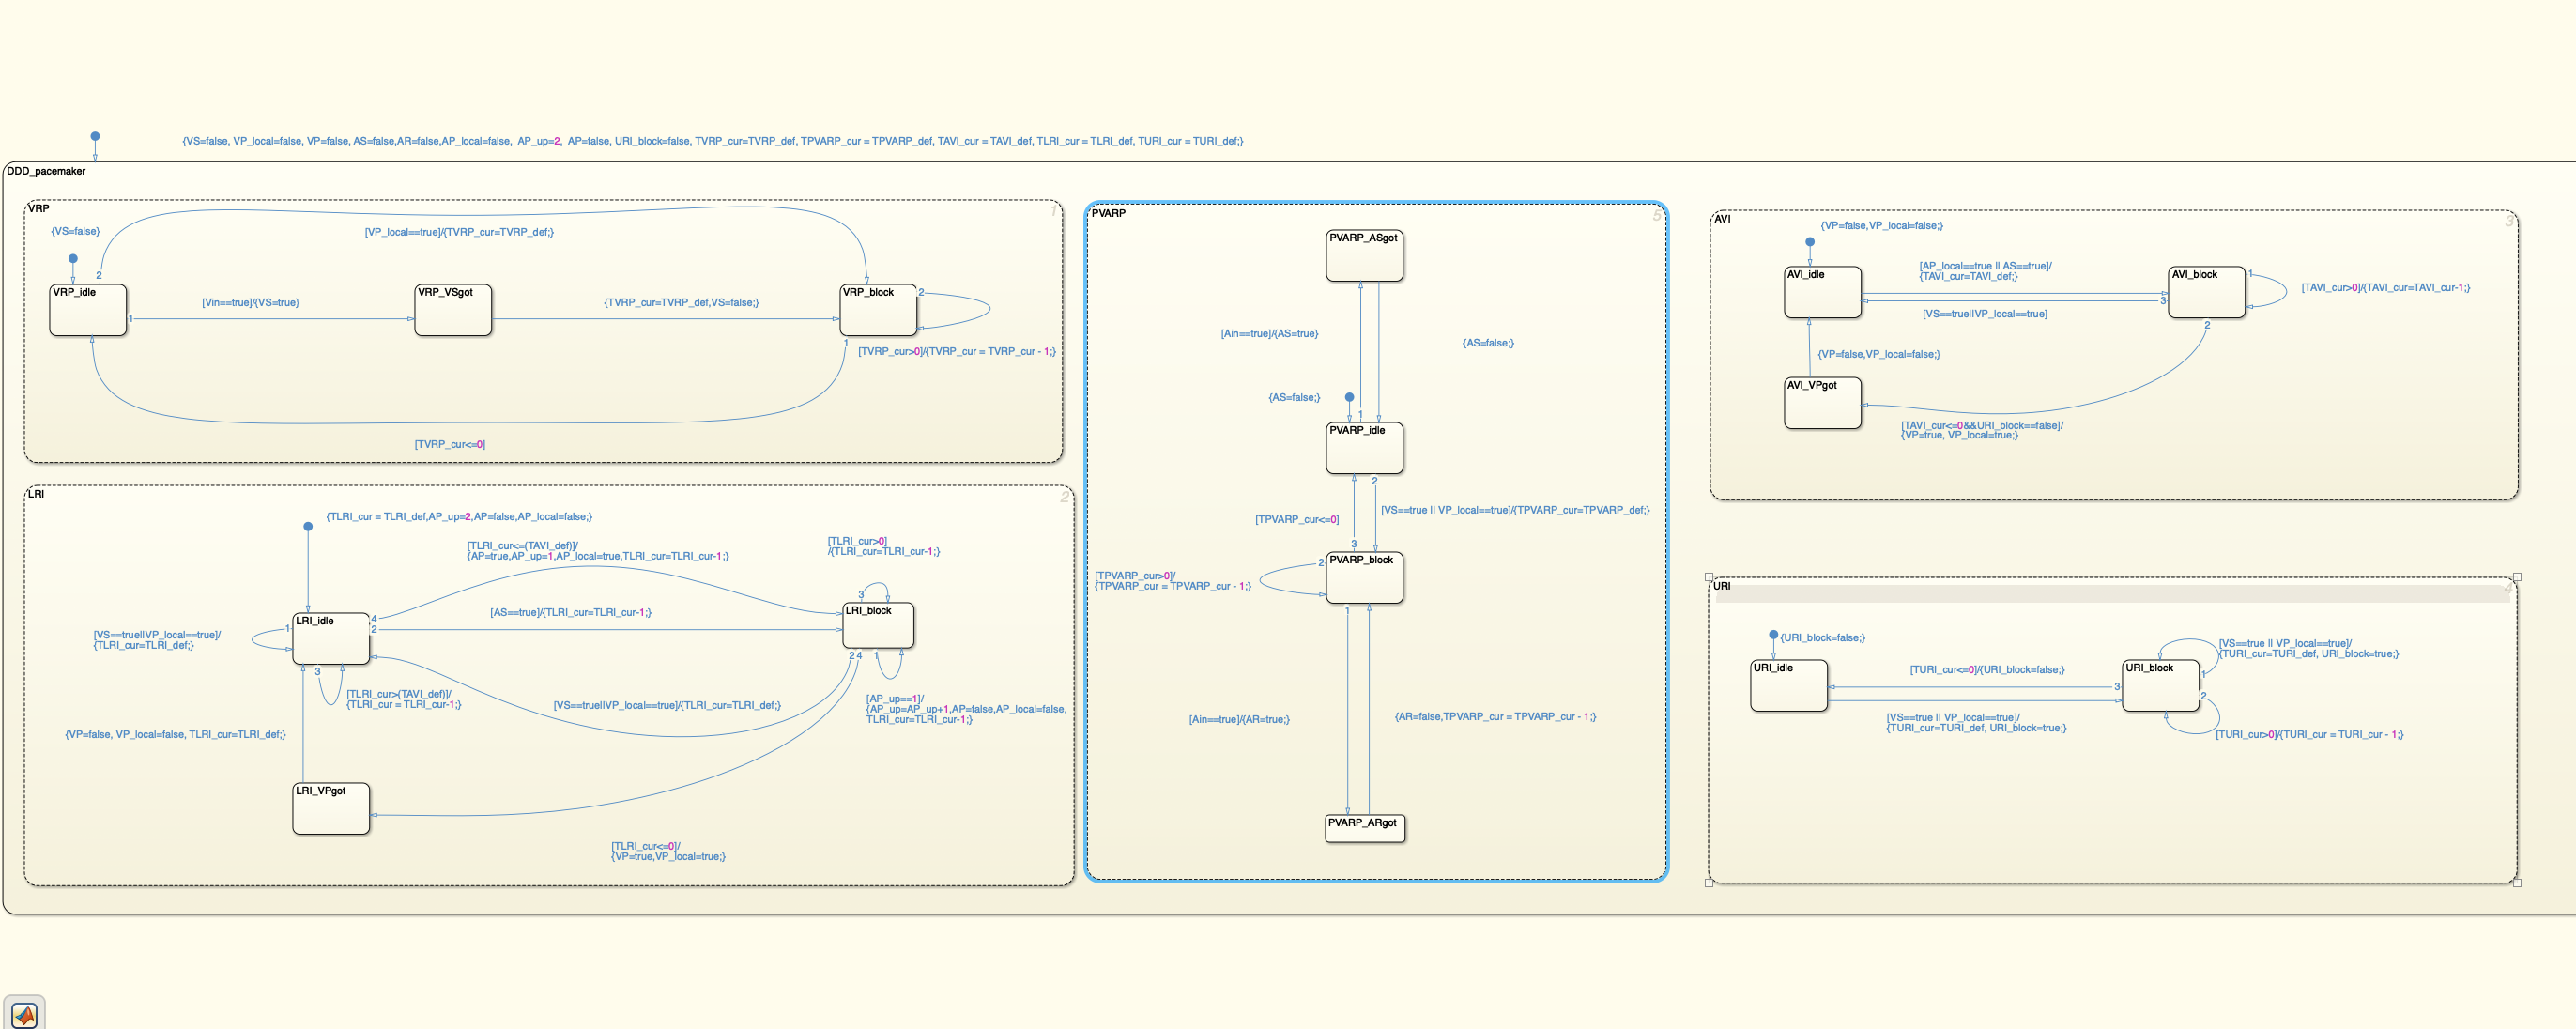 {VS=false, VP_local=false, VP=false, AS=false,AR=false,AP_local=false,  AP_up=2,  AP=false, URI_block=false, TVRP_cur=TVRP_def, TPVARP_cur = TPVARP_def, TAVI_cur = TAVI_def, TLRI_cur = TLRI_def, TURI_cur = TURI_def;}
DDD_pacemaker
VRP
1
{VS=false}
[VP_local==true]/{TVRP_cur=TVRP_def;}
2
VRP_idle
[Vin==true]/{VS=true}
1
VRP_VSgot
{TVRP_cur=TVRP_def,VS=false;}
VRP_block
2
1
[TVRP_cur>0]/{TVRP_cur = TVRP_cur - 1;}
[TVRP_cur<=0]
LRI
2
{TLRI_cur = TLRI_def,AP_up=2,AP=false,AP_local=false;}
[TLRI_cur<=(TAVI_def)]/
{AP=true,AP_up=1,AP_local=true,TLRI_cur=TLRI_cur-1;}
[TLRI_cur>0]
/{TLRI_cur=TLRI_cur-1;}
3
LRI_idle
4
[AS==true]/{TLRI_cur=TLRI_cur-1;}
2
LRI_block
1
[VS==true||VP_local==true]/
{TLRI_cur=TLRI_def;}
3
[TLRI_cur>(TAVI_def)]/
{TLRI_cur = TLRI_cur-1;}
2
4
1
[VS==true||VP_local==true]/{TLRI_cur=TLRI_def;}
[AP_up==1]/
{AP_up=AP_up+1,AP=false,AP_local=false,
TLRI_cur=TLRI_cur-1;}
{VP=false, VP_local=false, TLRI_cur=TLRI_def;}
LRI_VPgot
[TLRI_cur<=0]/
{VP=true,VP_local=true;}
PVARP
5
PVARP_ASgot
[Ain==true]/{AS=true}
{AS=false;}
{AS=false;}
1
PVARP_idle
2
[VS==true || VP_local==true]/{TPVARP_cur=TPVARP_def;}
[TPVARP_cur<=0]
3
PVARP_block
2
[TPVARP_cur>0]/
{TPVARP_cur = TPVARP_cur - 1;}
1
[Ain==true]/{AR=true;}
{AR=false,TPVARP_cur = TPVARP_cur - 1;}
PVARP_ARgot
AVI
3
{VP=false,VP_local=false;}
AVI_idle
[AP_local==true || AS==true]/
{TAVI_cur=TAVI_def;}
AVI_block
1
[TAVI_cur>0]/{TAVI_cur=TAVI_cur-1;}
3
[VS==true||VP_local==true]
2
{VP=false,VP_local=false;}
AVI_VPgot
[TAVI_cur<=0&&URI_block==false]/
{VP=true, VP_local=true;}
URI
4
{URI_block=false;}
URI_idle
[TURI_cur<=0]/{URI_block=false;}
URI_block
[VS==true || VP_local==true]/
{TURI_cur=TURI_def, URI_block=true;}
1
3
2
[VS==true || VP_local==true]/
{TURI_cur=TURI_def, URI_block=true;}
[TURI_cur>0]/{TURI_cur = TURI_cur - 1;}